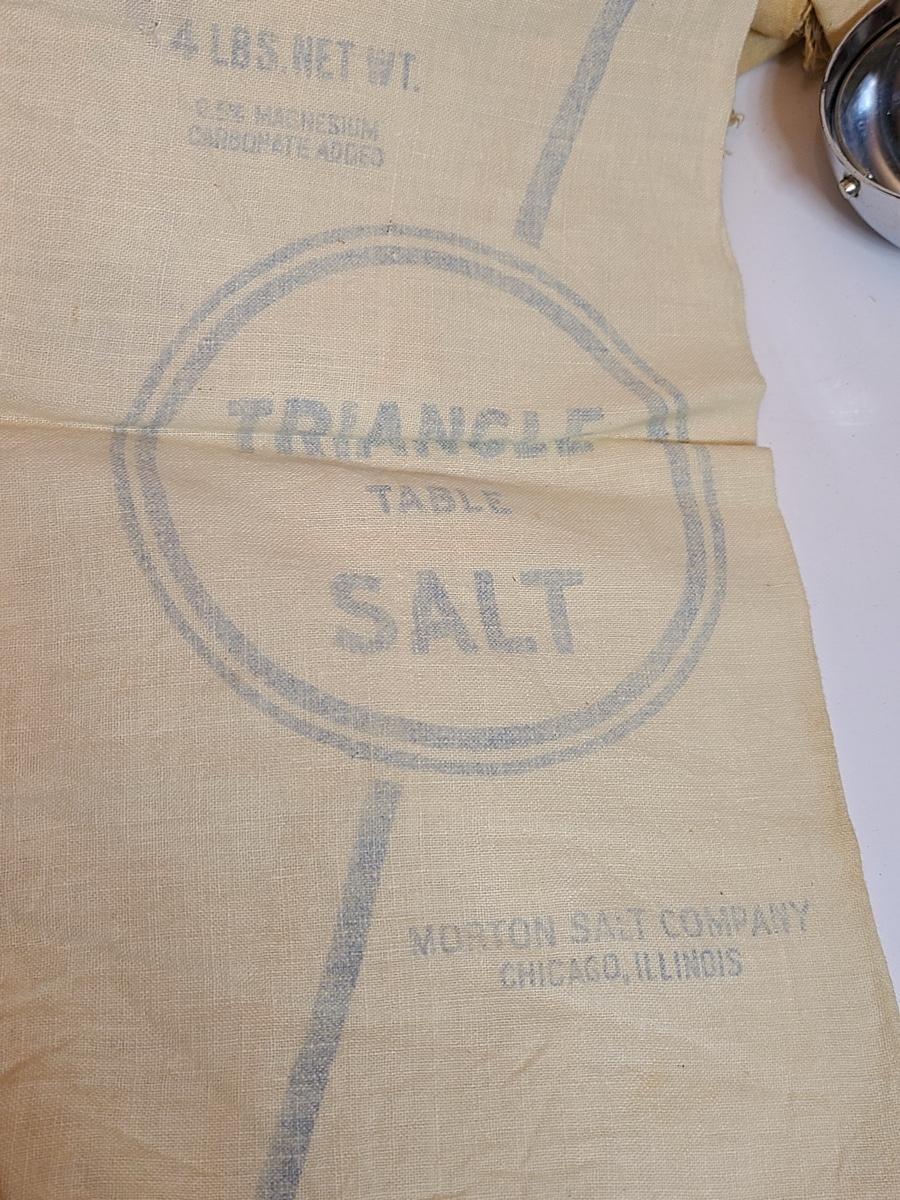 4 LBS. NET WT.
0.5% MAGNESIUM
CARBONATE ADDED
TRIANGLE
TABLE
SALT
MORTON SALT COMPANY
CHICAGO, ILLINOIS